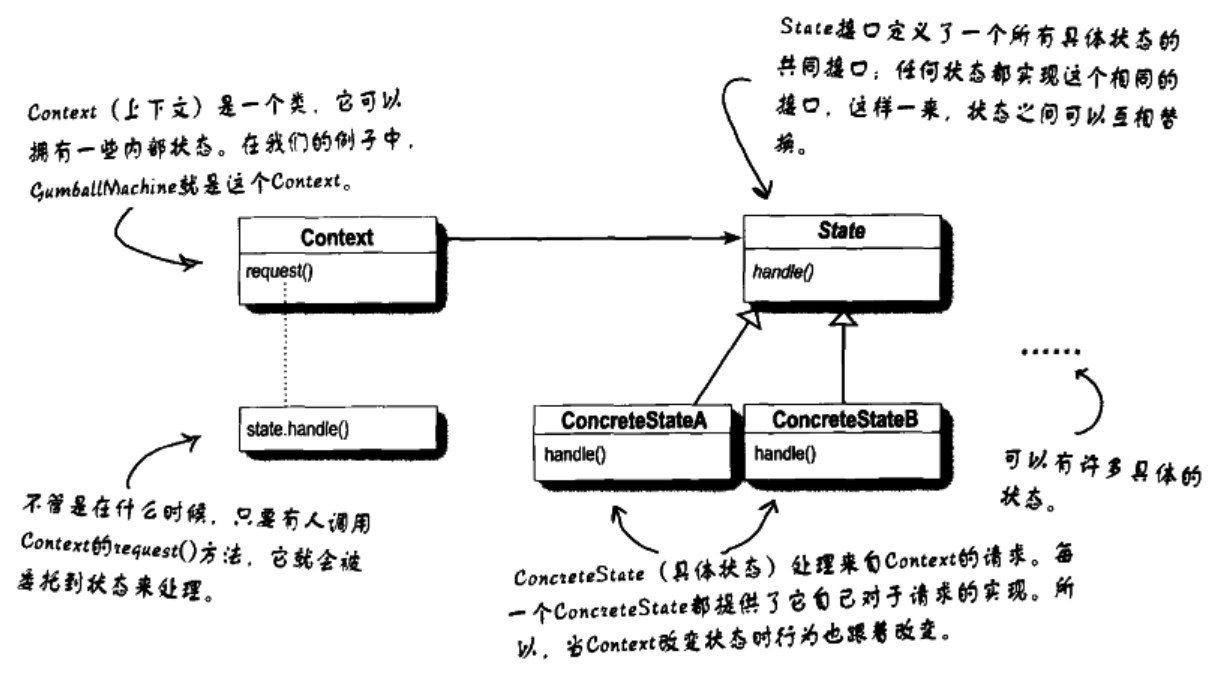 State接口定义了一个所有具体状态的
共同接口；任何状态都实现这个相同的
接口，这样一来，状态之间可以互相替
换。
Context（上下文）是一个类，它可以
拥有一些内部状态。在我们的例子中，
GumballMachine就是这个Context。
Context
request()
State
handle()
state.handle()
ConcreteStateA
handle()
ConcreteStateB
handle()
······
可以有许多具体的
状态。
不管是在什么时候，只要有人调用
Context的request()方法，它就会被
委托到状态来处理。
ConcreteState（具体状态）处理来自Context的请求。每
一个ConcreteState都提供了它自己对于请求的实现。所
以，当Context改变状态时行为也跟着改变。